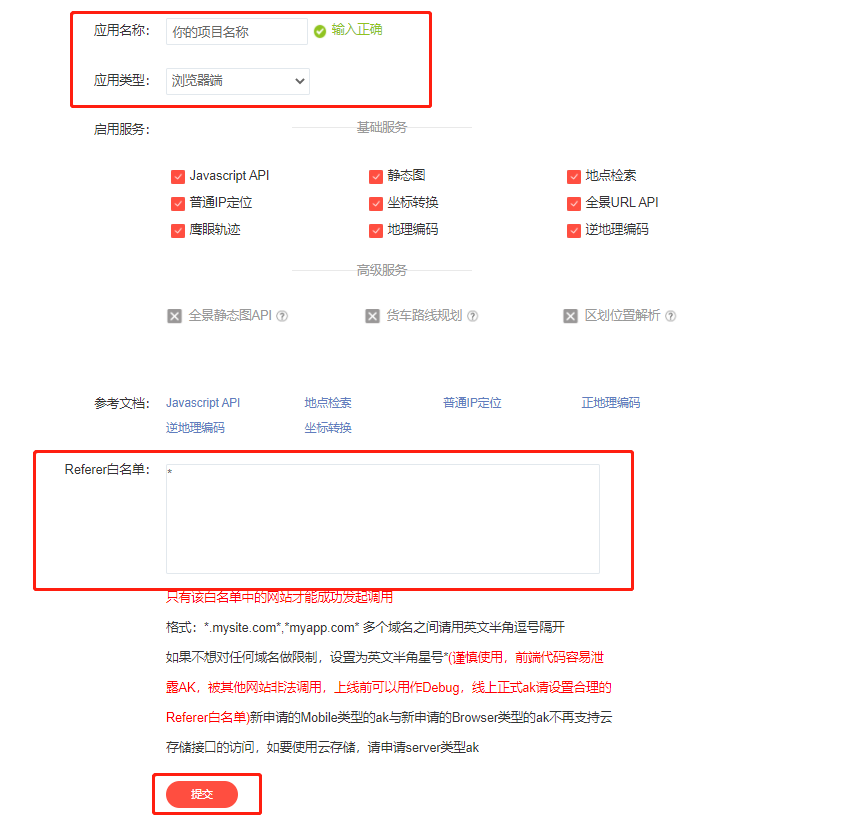 应用名称: 你的项目名称 输入正确
应用类型: 浏览器端
启用服务: 基础服务
Javascript API 静态图 地点检索
普通IP定位 坐标转换 全景URL API
鹰眼轨迹 地理编码 逆地理编码
高级服务
全景静态图API ? 货车路线规划 ? 区划位置解析 ?
参考文档: Javascript API 地点检索 普通IP定位 正地理编码
逆地理编码 坐标转换
Referer白名单: *
只有该白名单中的网站才能成功发起调用
格式: *.mysite.com*,*myapp.com* 多个域名之间请用英文半角逗号隔开
如果不想对任何域名做限制，设置为英文半角星号*(谨慎使用，前端代码容易泄
露AK，被其他网站非法调用，上线前可以用作Debug，线上正式ak请设置合理的
Referer白名单)新申请的Mobile类型的ak与新申请的Browser类型的ak不再支持云
存储接口的访问，如要使用云存储，请申请server类型ak
提交